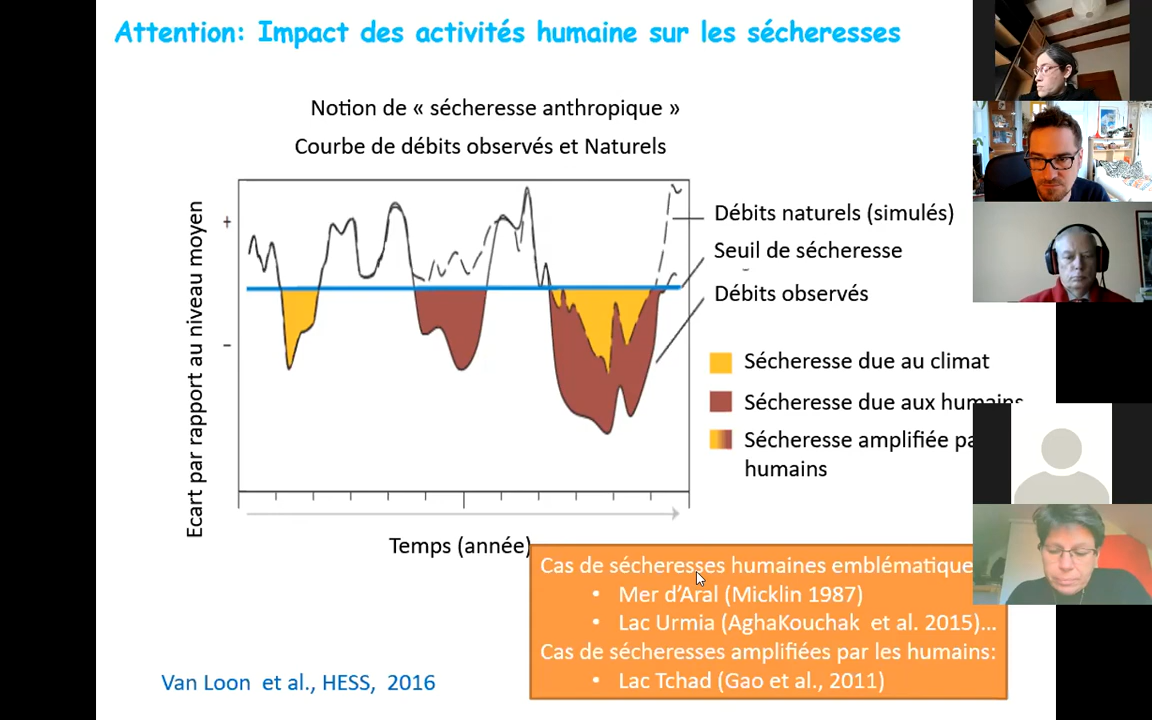 Attention: Impact des activités humaine sur les sécheresses
Notion de « sécheresse anthropique »
Courbe de débits observés et Naturels
Ecart par rapport au niveau moyen
+
-
Débits naturels (simulés)
Seuil de sécheresse
Débits observés
Sécheresse due au climat
Sécheresse due aux humains
Sécheresse amplifiée
humains
Temps (année)
Cas de sécheresses humaines emblématique
• Mer d’Aral (Micklin 1987)
• Lac Urmia (AghaKouchak et al. 2015)...
Cas de sécheresses amplifiées par les humains:
• Lac Tchad (Gao et al., 2011)
Van Loon et al., HESS, 2016